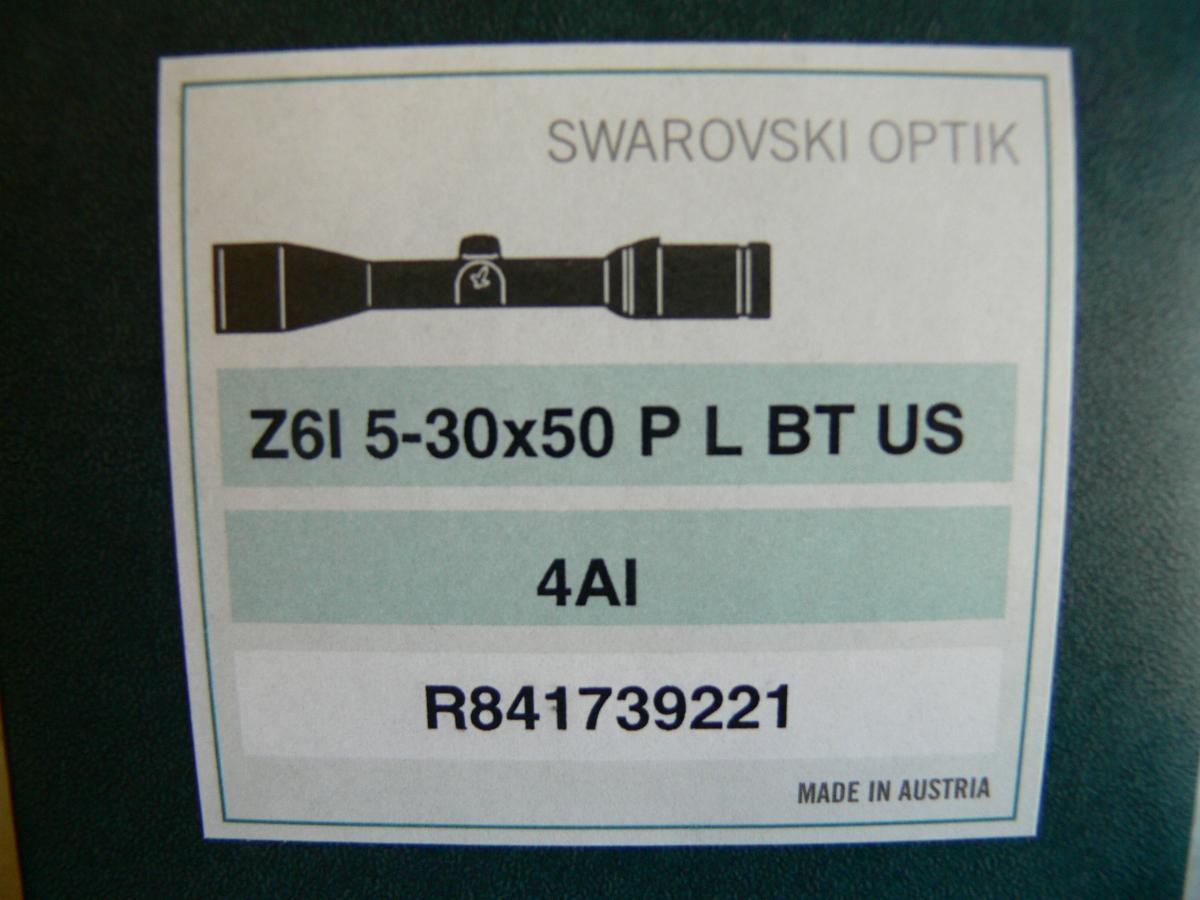 SWAROVSKI OPTIK
Z6I 5-30x50 P L BT US
4AI
R841739221
MADE IN AUSTRIA